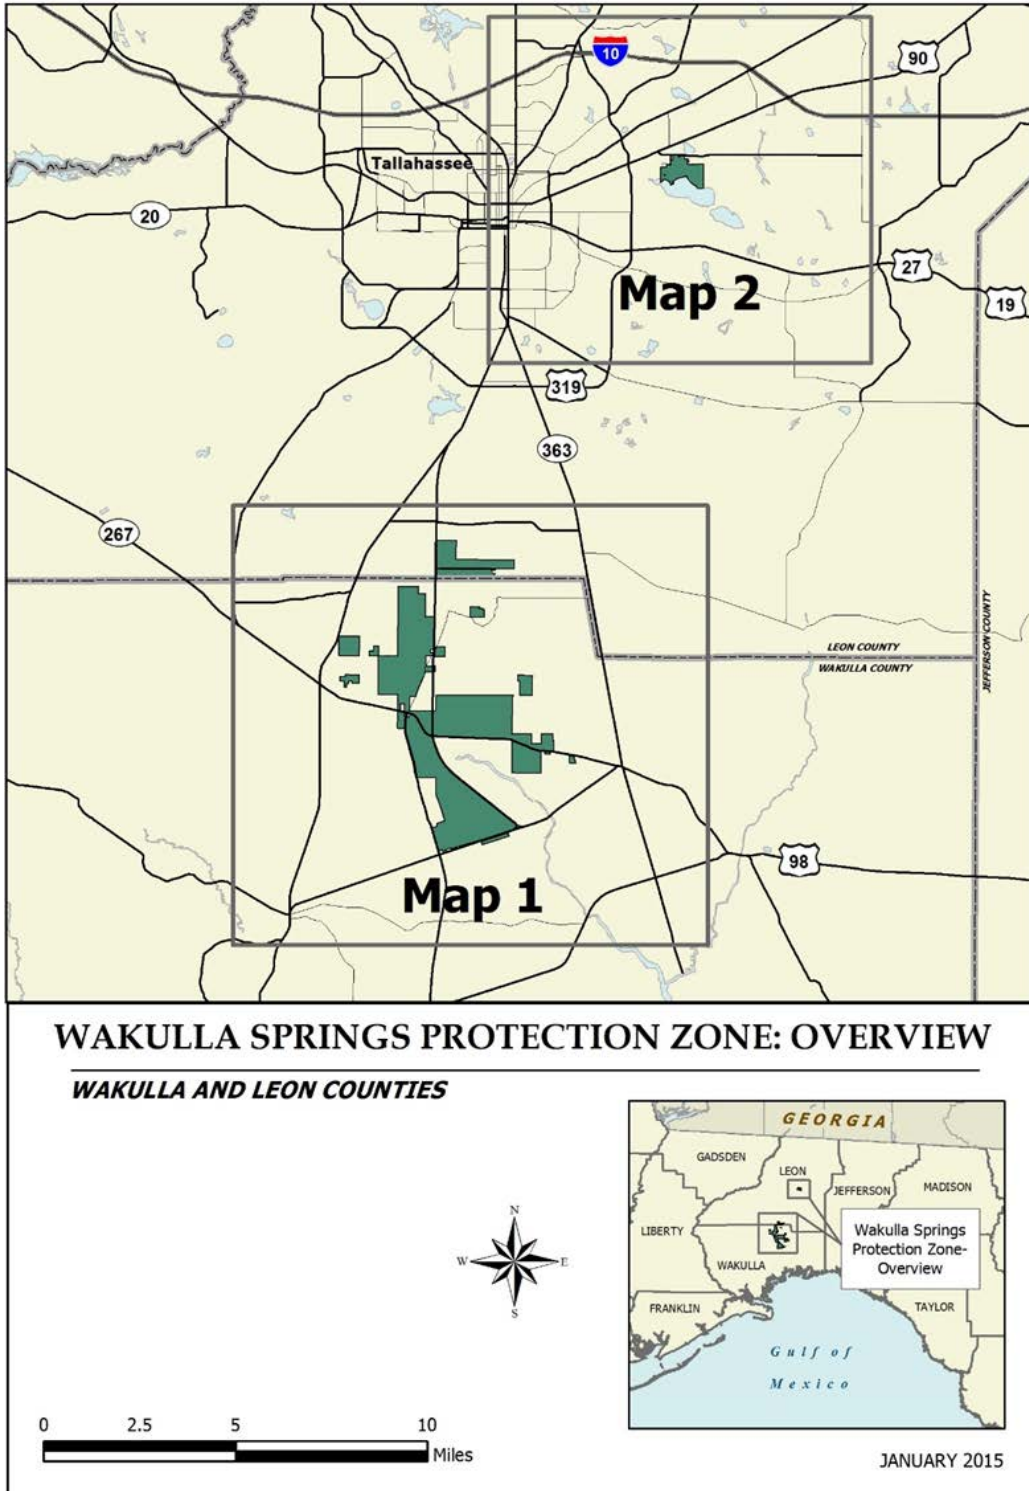 10
90
Tallahassee
20
27
Map 2
19
319
363
267
LEON COUNTY
WAKULLA COUNTY
JEFFERSON COUNTY
98
Map 1
WAKULLA SPRINGS PROTECTION ZONE: OVERVIEW
WAKULLA AND LEON COUNTIES
GEORGIA
GADSDEN
LEON
JEFFERSON
MADISON
LIBERTY
WAKULLA
Wakulla Springs
Protection Zone-
Overview
FRANKLIN
TAYLOR
Gulf of
Mexico
N
W E
S
0 2.5 5 10
Miles
JANUARY 2015